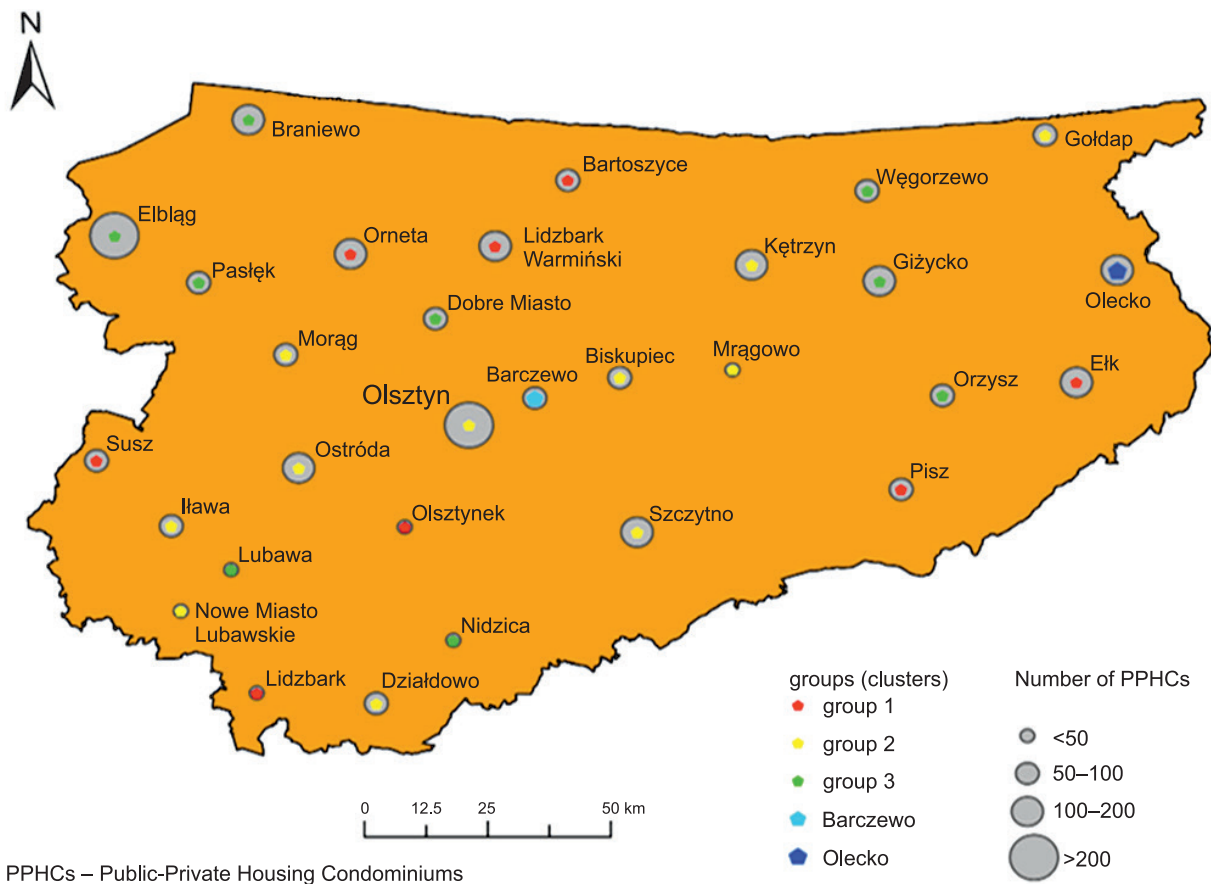 N
Braniewo
Gołdap
Bartoszyce
Węgorzewo
Elbląg
Orneta
Lidzbark
Warmiński
Kętrzyn
Giżycko
Pasłęk
Olecko
Dobre Miasto
Morąg
Biskupiec
Mrągowo
Barczewo
Ełk
Orzysz
Olsztyn
Susz
Ostróda
Pisz
Iława
Olsztynek
Szczytno
Lubawa
Nowe Miasto
Lubawskie
Nidzica
Lidzbark
Działdowo
groups (clusters)
group 1
group 2
group 3
Barczewo
Olecko
Number of PPHCs
<50
50–100
100–200
>200
0 12.5 25 50 km
PPHCs – Public-Private Housing Condominiums